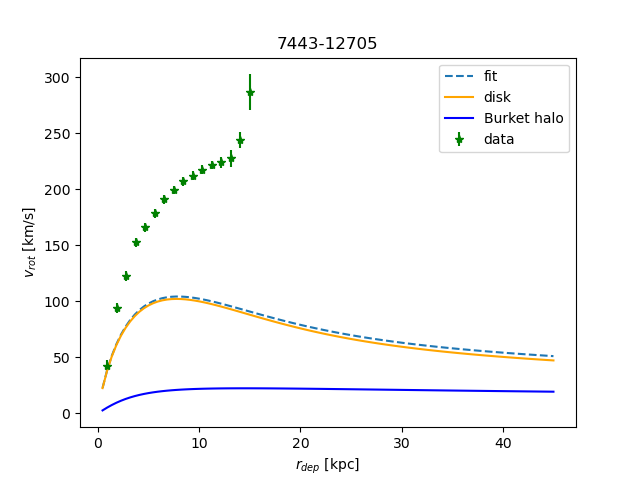 7443-12705
300
250
200
150
100
50
0
v_rot [km/s]
fit
disk
Burket halo
data
0 10 20 30 40
r_dep [kpc]